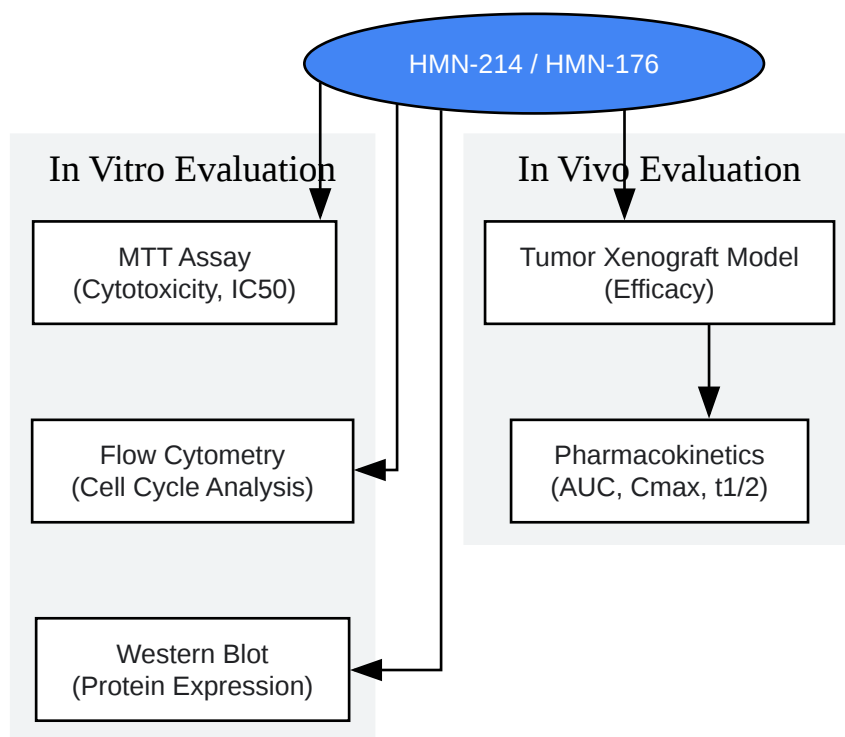 HMN-214 / HMN-176
In Vitro Evaluation
MTT Assay
(Cytotoxicity, IC50)
Flow Cytometry
(Cell Cycle Analysis)
Western Blot
(Protein Expression)
In Vivo Evaluation
Tumor Xenograft Model
(Efficacy)
Pharmacokinetics
(AUC, Cmax, t1/2)